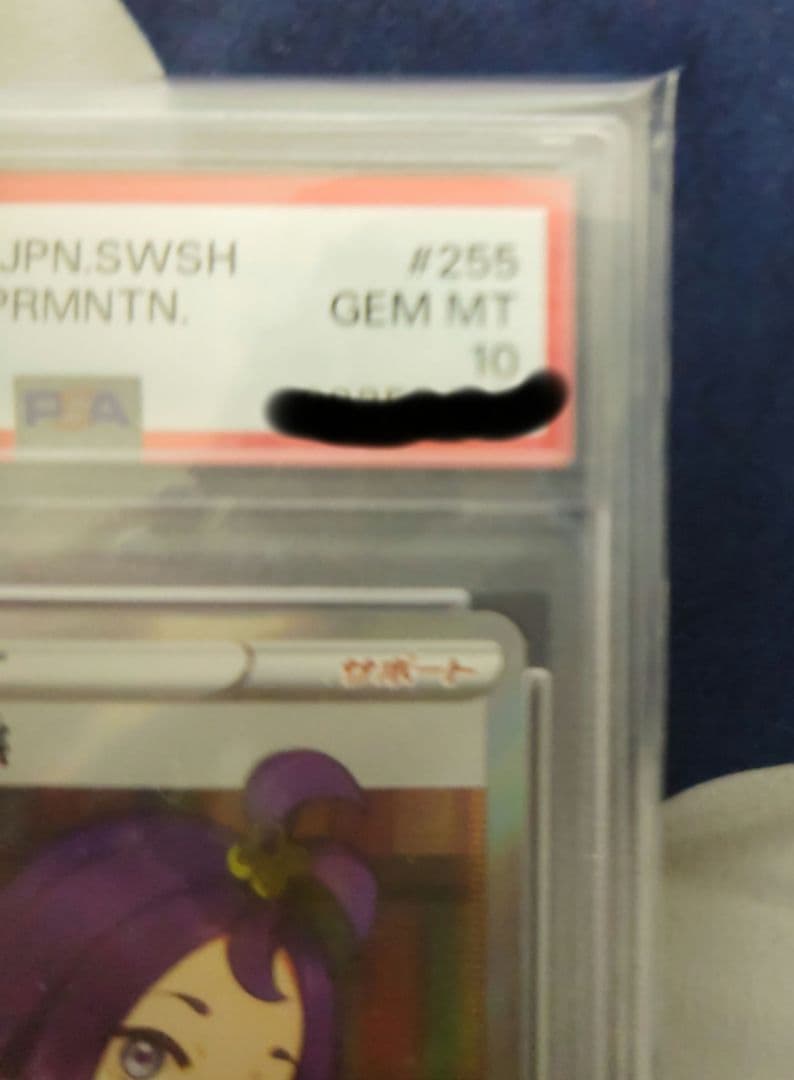 JPN.SWSH #255
PRMNTN. GEM MT
10
PSA
サポート